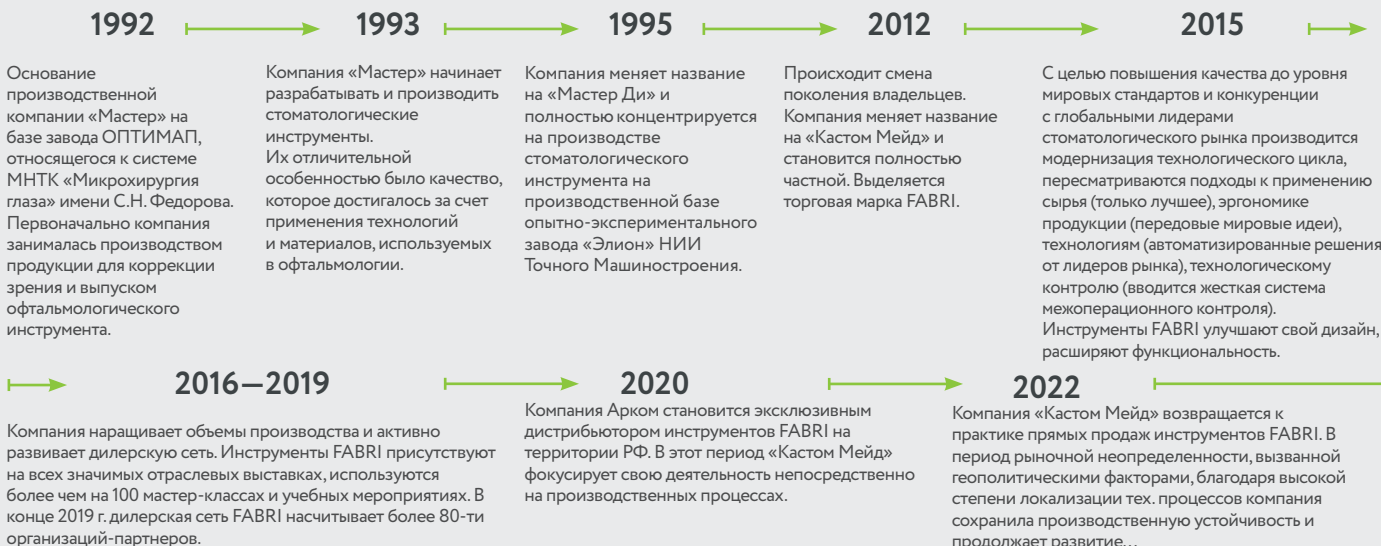 1992
Основание
производственной
компании «Мастер» на
базе завода ОПТИМАП,
относящегося к системе
МНТК «Микрохирургия
глаза» имени С.Н. Федорова.
Первоначально компания
занималась производством
продукции для коррекции
зрения и выпуском
офтальмологического
инструмента.
1993
Компания «Мастер» начинает
разрабатывать и производить
стоматологические
инструменты.
Их отличительной
особенностью было качество,
которое достигалось за счет
применения технологий
и материалов, используемых
в офтальмологии.
1995
Компания меняет название
на «Мастер Ди» и
полностью концентрируется
на производстве
стоматологического
инструмента на
производственной базе
опытно-экспериментального
завода «Элион» НИИ
Точного Машиностроения.
2012
Происходит смена
поколения владельцев.
Компания меняет название
на «Кастом Мейд» и
становится полностью
частной. Выделяется
торговая марка FABRI.
2015
С целью повышения качества до уровня
мировых стандартов и конкуренции
с глобальными лидерами
стоматологического рынка производится
модернизация технологического цикла,
пересматриваются подходы к применению
сырья (только лучшее), эргономике
продукции (передовые мировые идеи),
технологиям (автоматизированные решения
от лидеров рынка), технологическому
контролю (вводится жесткая система
межоперационного контроля).
Инструменты FABRI улучшают свой дизайн,
расширяют функциональность.
2016—2019
Компания наращивает объемы производства и активно
развивает дилерскую сеть. Инструменты FABRI присутствуют
на всех значимых отраслевых выставках, используются
более чем на 100 мастер-классах и учебных мероприятиях. В
конце 2019 г. дилерская сеть FABRI насчитывает более 80-ти
организаций-партнеров.
2020
Компания Арком становится эксклюзивным
дистрибьютором инструментов FABRI на
территории РФ. В этот период «Кастом Мейд»
фокусирует свою деятельность непосредственно
на производственных процессах.
2022
Компания «Кастом Мейд» возвращается к
практике прямых продаж инструментов FABRI. В
период рыночной неопределенности, вызванной
геополитическими факторами, благодаря высокой
степени локализации тех. процессов компания
сохранила производственную устойчивость и
продолжает развитие...